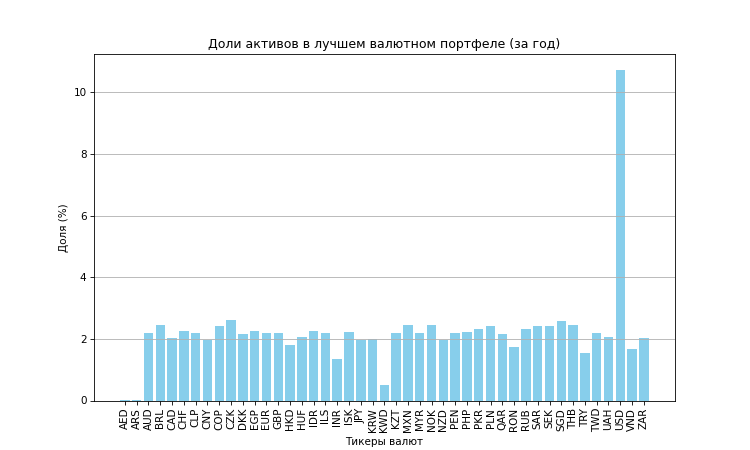 Доли активов в лучшем валютном портфеле (за год)
Доля (%)
10
8
6
4
2
0
AED ARS AUD BRL CAD CHF CLP CNY COP CZK DKK EGP EUR GBP HKD HUF IDR ILS INR ISK JPY KRW KWD KZT MXN MYR NOK NZD PEN PHP PKR PLN QAR RON RUB SAR SEK SGD THB TRY TWD UAH USD VND ZAR
Тикеры валют